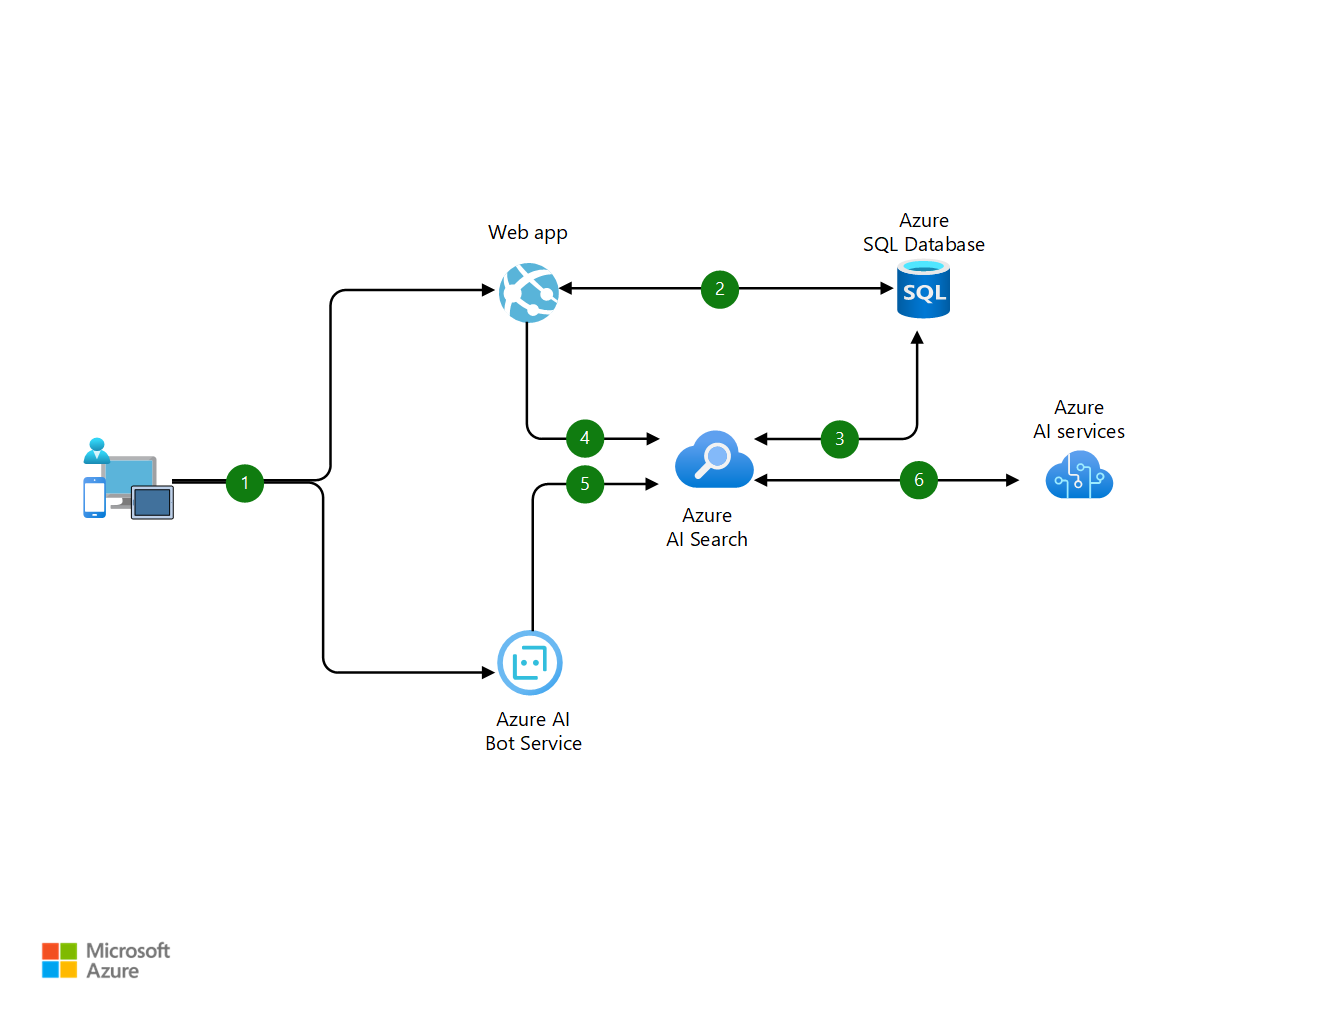 Web app
Azure
SQL Database
SQL
2
4
3
Azure
AI services
1
5
6
Azure
AI Search
Azure AI
Bot Service
Microsoft
Azure